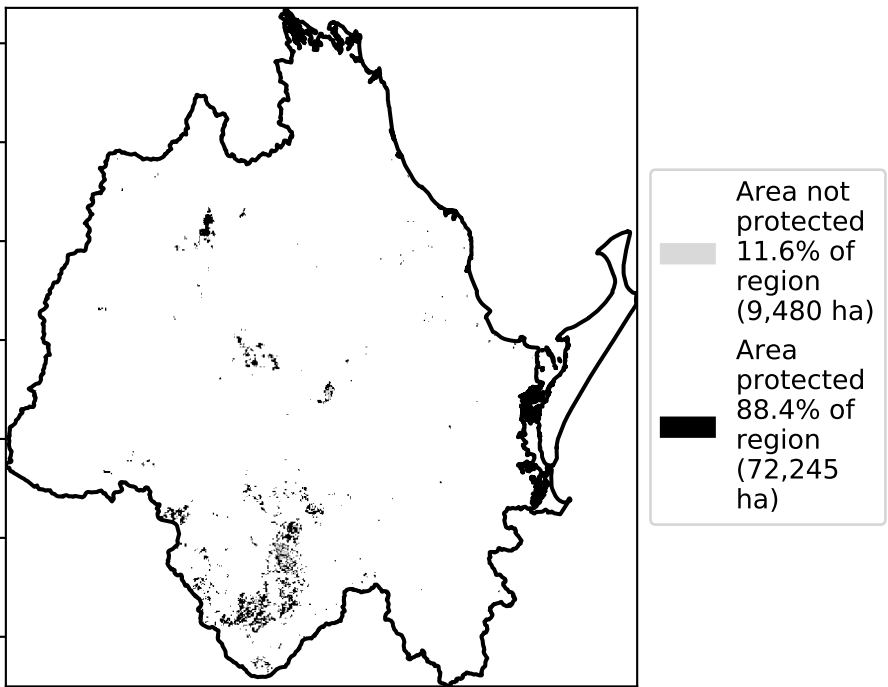 Area not
protected
11.6% of
region
(9,480 ha)
Area
protected
88.4% of
region
(72,245
ha)